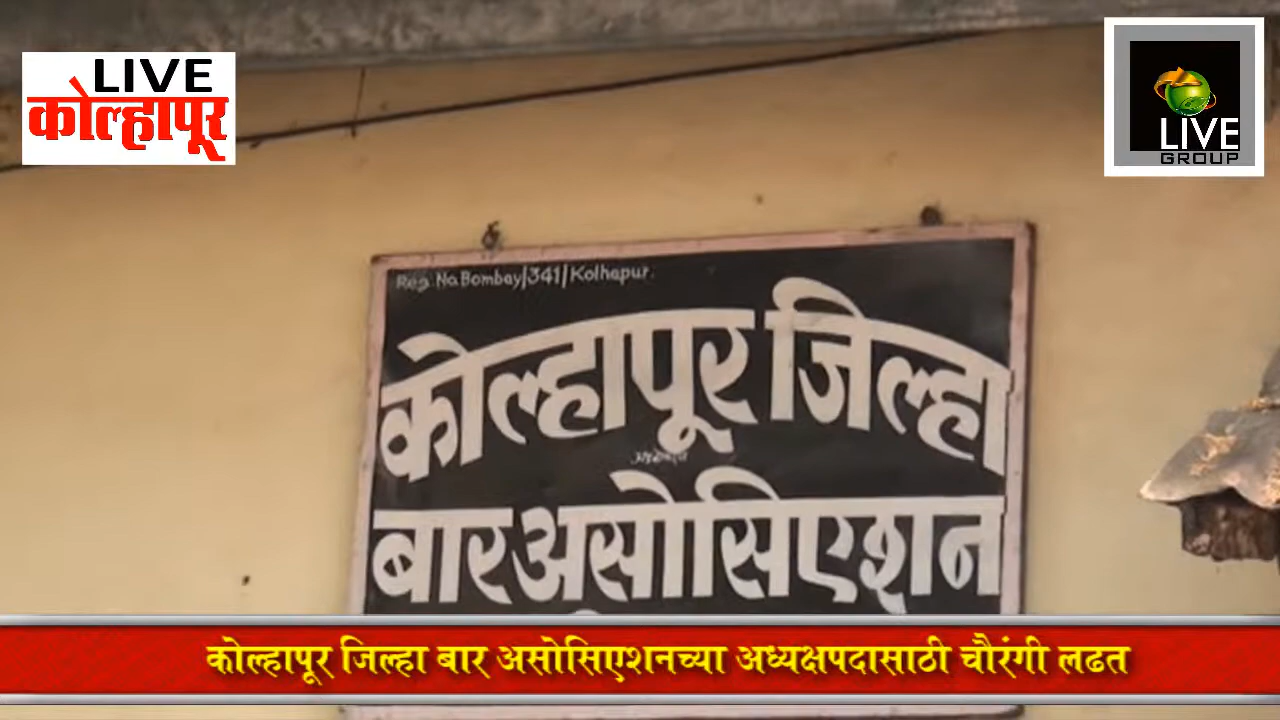 LIVE
कोल्हापूर
LIVE
GROUP
Reg. No. Bombay/341/Kolhapur.
कोल्हापूर जिल्हा
बार असोसिएशन
कोल्हापूर जिल्हा बार असोसिएशनच्या अध्यक्षपदासाठी चौरंगी लढत